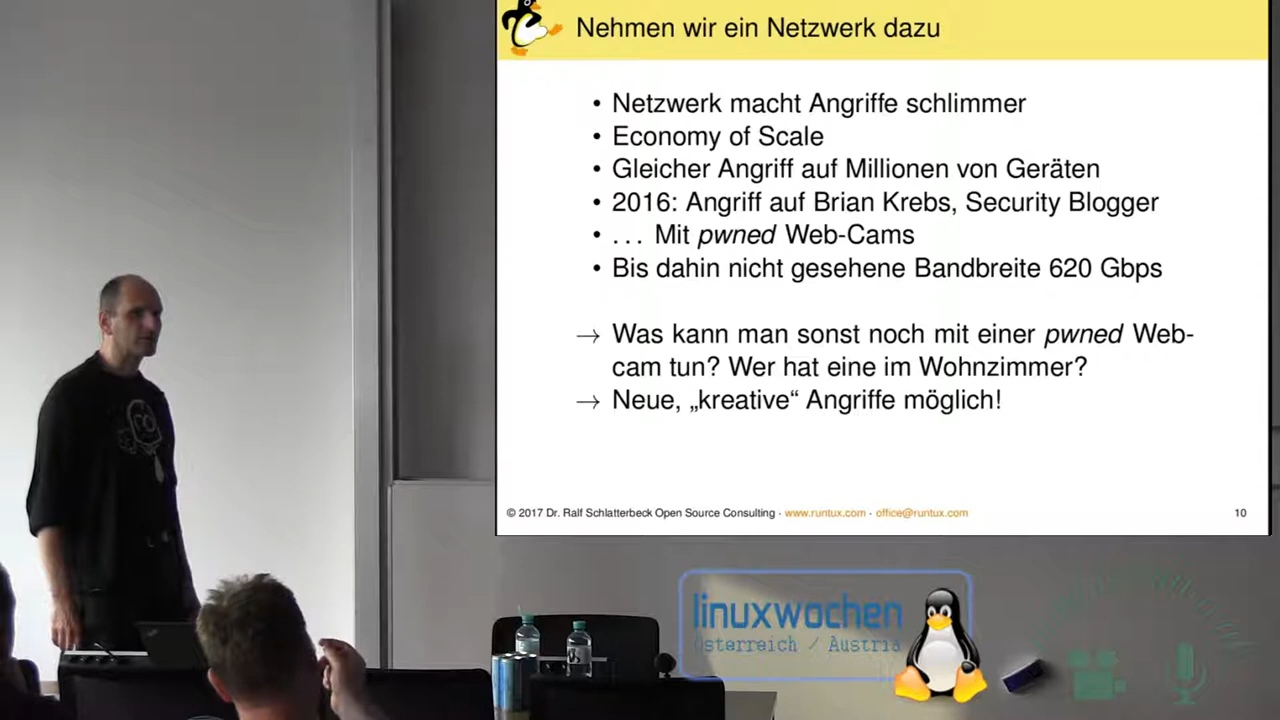 Nehmen wir ein Netzwerk dazu
• Netzwerk macht Angriffe schlimmer
• Economy of Scale
• Gleicher Angriff auf Millionen von Geräten
• 2016: Angriff auf Brian Krebs, Security Blogger
• ... Mit pwned Web-Cams
• Bis dahin nicht gesehene Bandbreite 620 Gbps
→ Was kann man sonst noch mit einer pwned Web-
cam tun? Wer hat eine im Wohnzimmer?
→ Neue, „kreative“ Angriffe möglich!
© 2017 Dr. Ralf Schlatterbeck Open Source Consulting · www.runtux.com · office@runtux.com 10
linuxwochen
Österreich / Austria